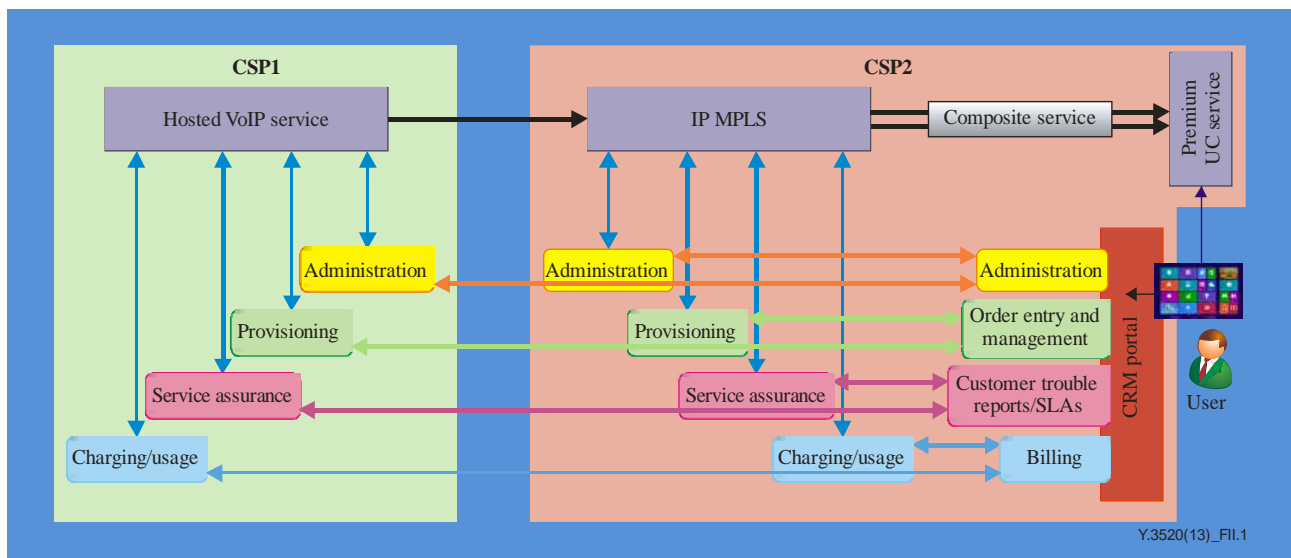 CSP1
CSP2
Hosted VoIP service
IP MPLS
Composite service
Premium
UC service
Administration
Administration
Administration
Provisioning
Provisioning
Order entry and
management
Service assurance
Service assurance
Customer trouble
reports/SLAs
Charging/usage
Charging/usage
Billing
CRM portal
User
Y.3520(13)_FII.1